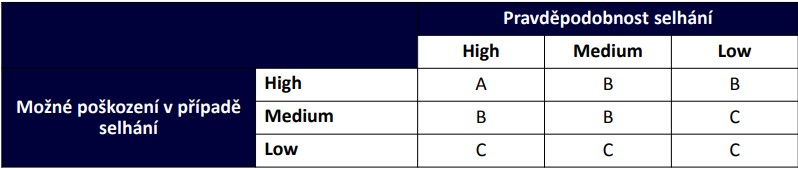 Pravděpodobnost selhání
High Medium Low
Možné poškození v případě selhání
High A B B
Medium B B C
Low C C C